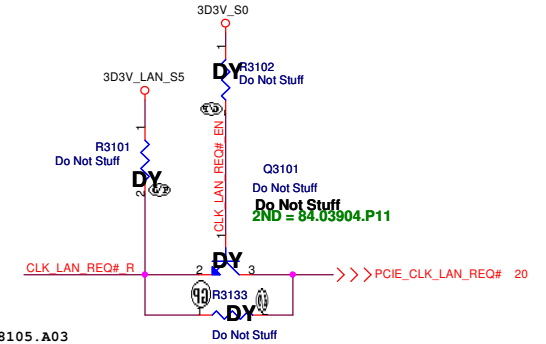 3D3V_S0
1
DY
R3102
Do Not Stuff
3D3V_LAN_S5
1
R3101
Do Not Stuff
DY
2
CLK_LAN_REQ#_EN
Q3101
Do Not Stuff
Do Not Stuff
2ND = 84.03904.P11
1
DY
CLK_LAN_REQ#_R
2
3
PCIE_CLK_LAN_REQ# 20
R3133
1
DY
Do Not Stuff
8105.A03